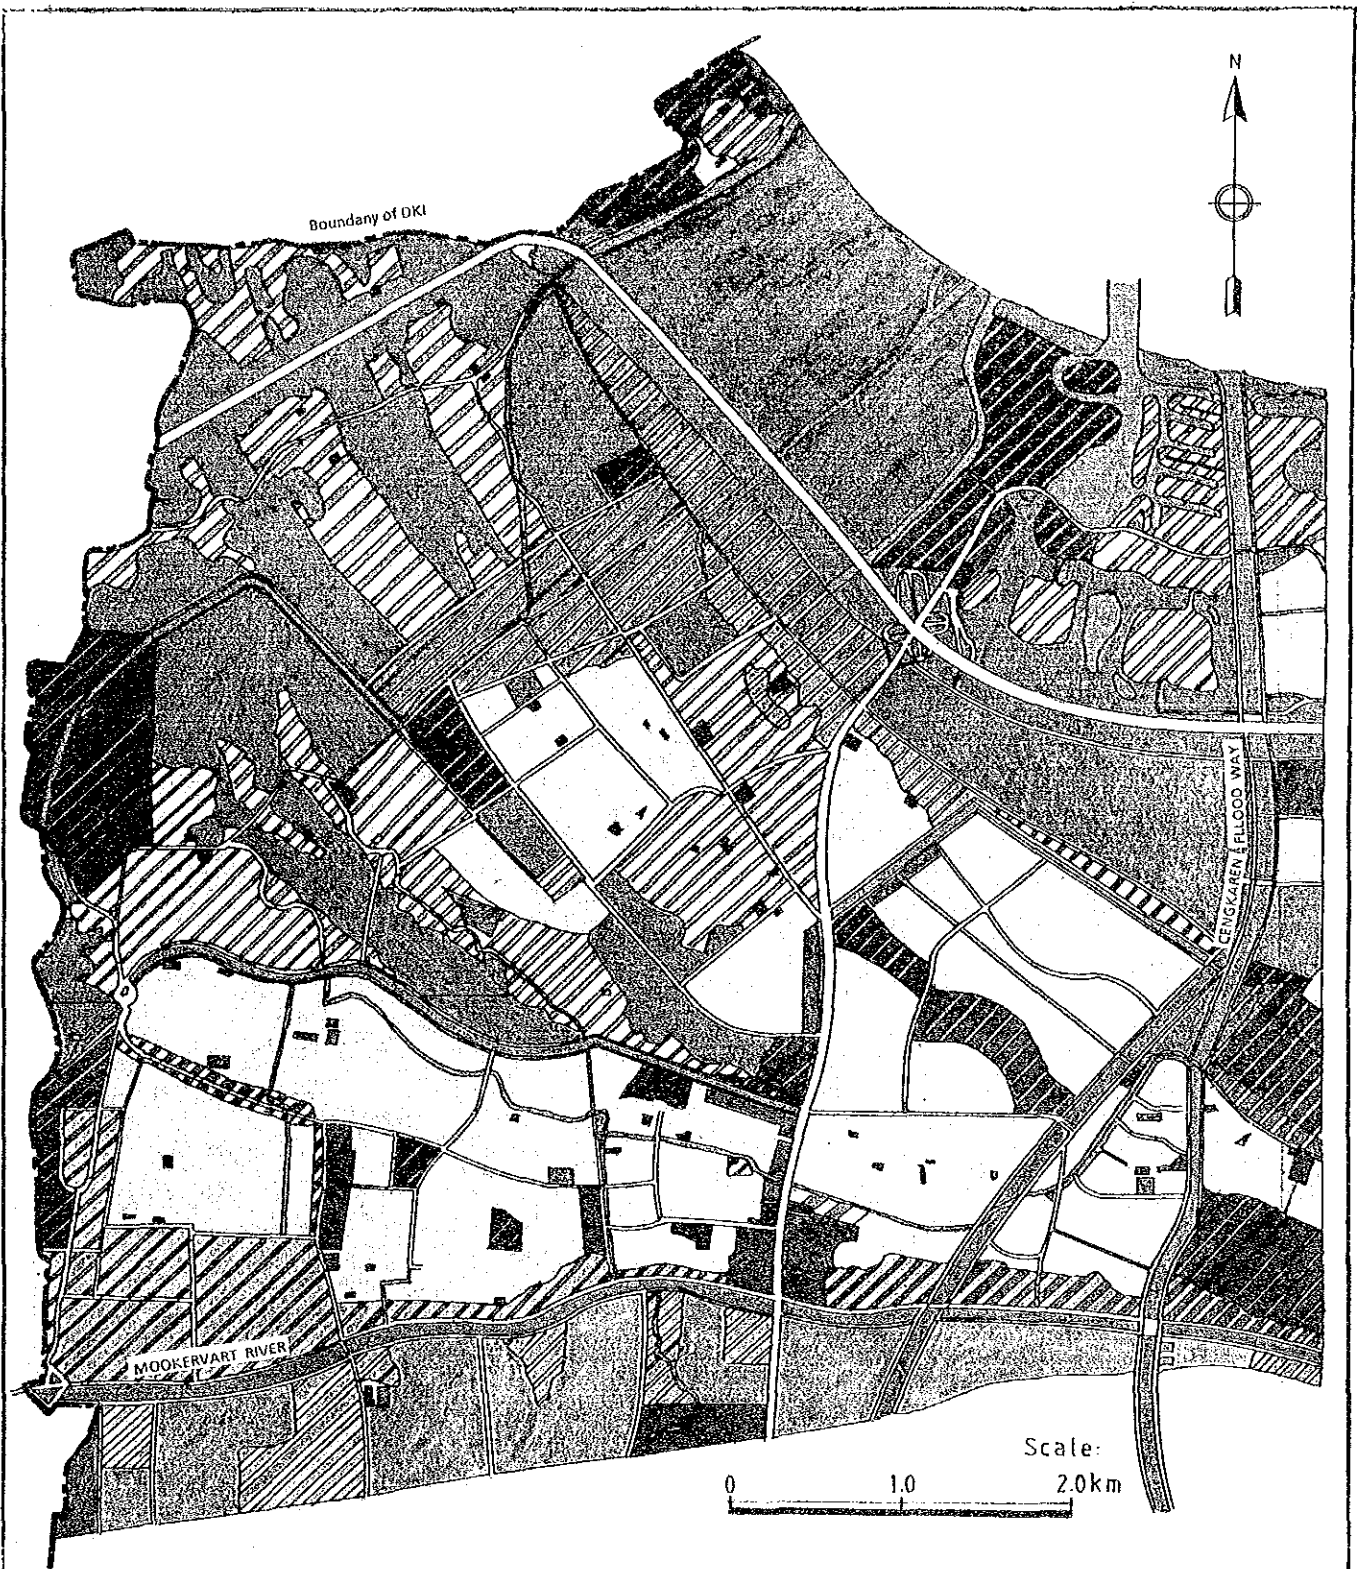 N
Boundany of DKI
CENGKAREN FLLOOD WAY
MOOKERVART RIVER
Scale:
0 1.0 2.0km